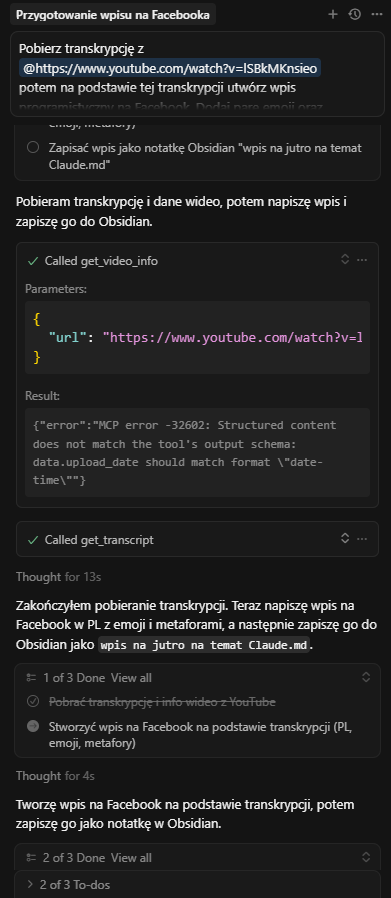 Przygotowanie wpisu na Facebooka
Pobierz transkrypcję z
@https://www.youtube.com/watch?v=lSBkMKnsieo
potem na podstawie tej transkrypcji utwórz wpis
programistyczny na Facebook. Dodaj parę emoji oraz
emoji, metafory)
Zapisać wpis jako notatkę Obsidian "wpis na jutro na temat
Claude.md"
Pobieram transkrypcję i dane wideo, potem napiszę wpis i
zapiszę go do Obsidian.
Called get_video_info
Parameters:
{
"url": "https://www.youtube.com/watch?v=l
}
Result:
{"error":"MCP error -32602: Structured content
does not match the tool's output schema:
data.upload_date should match format \"date-
time\""}
Called get_transcript
Thought for 13s
Zakończyłem pobieranie transkrypcji. Teraz napiszę wpis na
Facebook w PL z emoji i metaforami, a następnie zapiszę go do
Obsidian jako wpis na jutro na temat Claude.md.
1 of 3 Done View all
Pobrać transkrypcję i info wideo z YouTube
Stworzyć wpis na Facebook na podstawie transkrypcji (PL,
emoji, metafory)
Thought for 4s
Tworzę wpis na Facebook na podstawie transkrypcji, potem
zapiszę go jako notatkę w Obsidian.
2 of 3 Done View all
2 of 3 To-dos